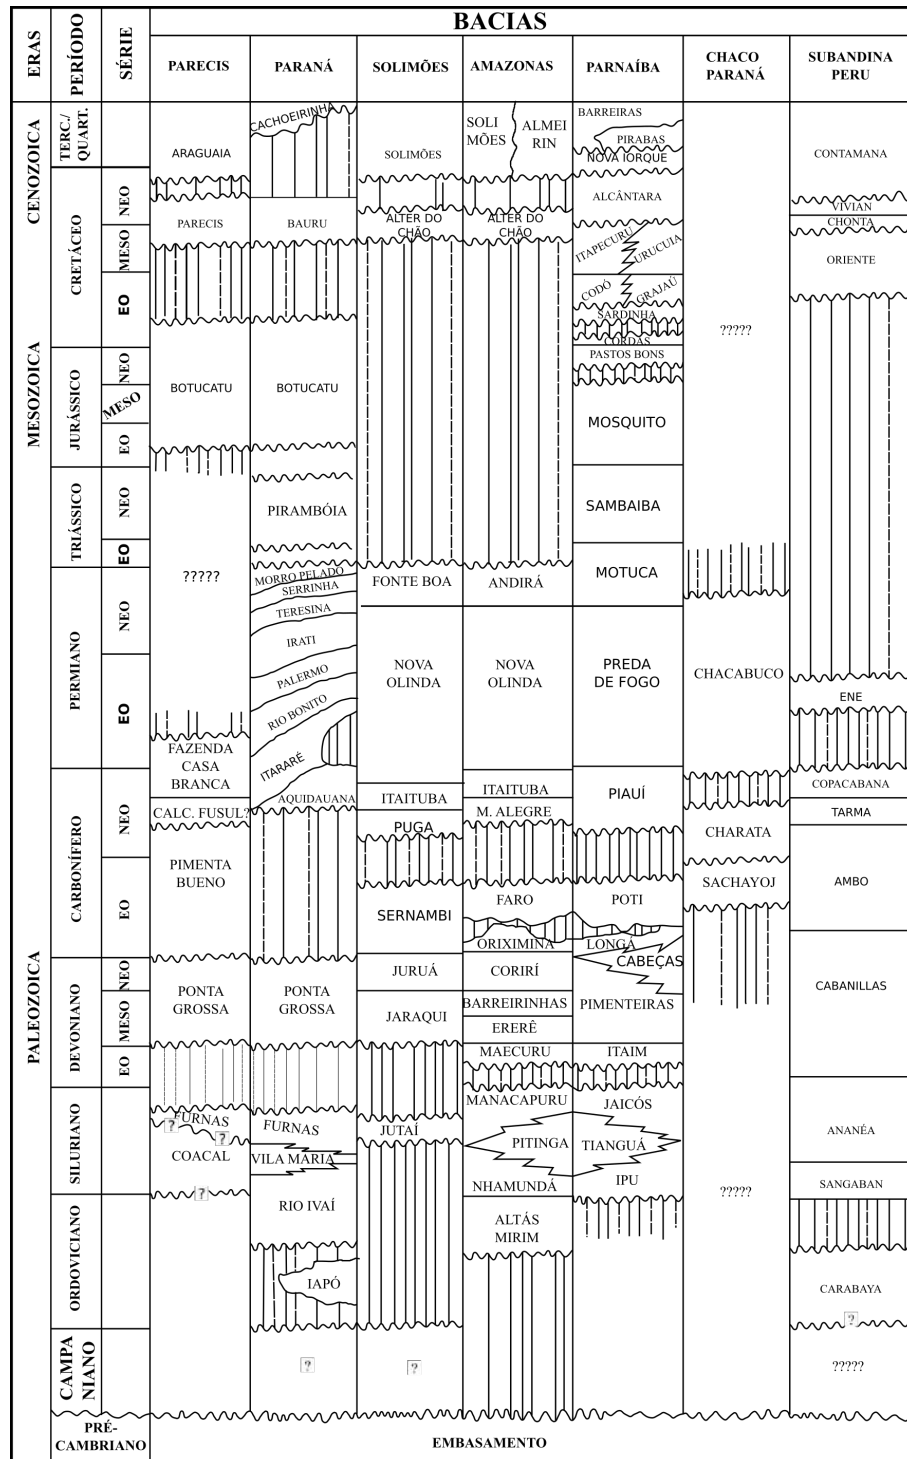 BACIAS
ERAS
PERÍODO
SÉRIE
PARECIS
PARANÁ
SOLIMÕES
AMAZONAS
PARNAÍBA
CHACO
PARANÁ
SUBANDINA
PERU
CENOZOICA
MESOZOICA
PALEOZOICA
TERC./
QUART.
CRETÁCEO
JURÁSSICO
TRIÁSSICO
PERMIANO
CARBONÍFERO
DEVONIANO
SILURIANO
ORDOVICIANO
CAMPA
NIANO
PRÉ-
CAMBRIANO
NEO
MESO
EO
NEO
MESO
EO
NEO
EO
NEO
EO
NEO
EO
NEO
MESO
EO
ARAGUAIA
PARECIS
BOTUCATU
?????
FAZENDA
CASA
BRANCA
CALC. FUSUL?
PIMENTA
BUENO
PONTA
GROSSA
FURNAS
?
?
COACAL
?
CACHOEIRINHA
BAURU
BOTUCATU
PIRAMBÓIA
MORRO PELADO
SERRINHA
TERESINA
IRATI
PALERMO
RIO BONITO
ITARARÉ
AQUIDAUANA
PONTA
GROSSA
FURNAS
VILA MARIA
RIO IVAÍ
IAPÓ
?
SOLIMÕES
ALTER DO
CHÃO
FONTE BOA
NOVA
OLINDA
ITAITUBA
PUGA
SERNAMBI
JURUÁ
JARAQUI
JUTAÍ
?
SOLI
MÕES
ALMEI
RIN
ALTER DO
CHÃO
ANDIRÁ
NOVA
OLINDA
ITAITUBA
M. ALEGRE
FARO
ORIXIMINA
CORIRÍ
BARREIRINHAS
ERERÊ
MAECURU
MANACAPURU
PITINGA
NHAMUNDÁ
ALTÁS
MIRIM
BARREIRAS
PIRABAS
NOVA IORQUE
ALCÂNTARA
ITAPECURU
URUCUIA
CODÓ
GRAJAÚ
SARDINHA
CORDAS
PASTOS BONS
MOSQUITO
SAMBAIBA
MOTUCA
PREDA
DE FOGO
PIAUÍ
POTI
LONGÁ
CABEÇAS
PIMENTEIRAS
ITAIM
JAICÓS
TIANGUÁ
IPU
?????
CHACABUCO
CHARATA
SACHAYOJ
?????
CONTAMANA
VIVIAN
CHONTA
ORIENTE
ENE
COPACABANA
TARMA
AMBO
CABANILLAS
ANANÉA
SANGABAN
CARABAYA
?
?????
EMBASAMENTO